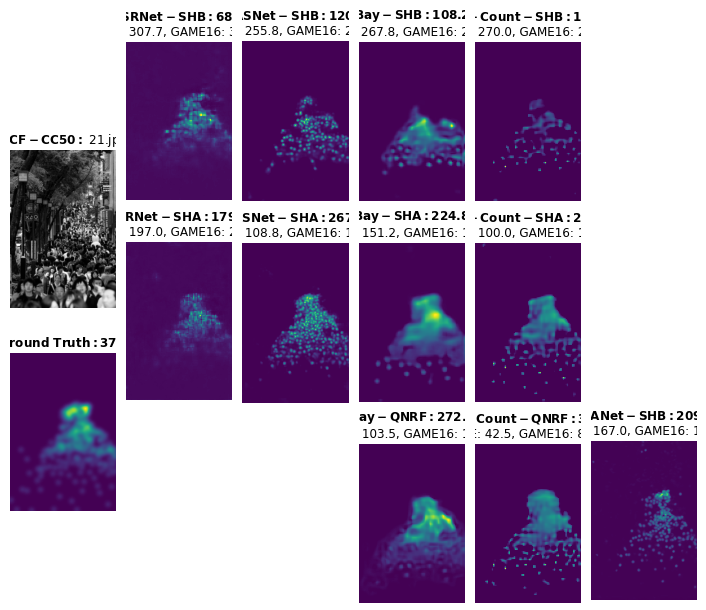 SRNet − SHB: 68
307.7, GAME16: 3
ASNet − SHB: 120
255.8, GAME16: 2
Bay − SHB: 108.2
267.8, GAME16: 2
- Count − SHB: 1
270.0, GAME16: 2
CF − CC50: 21.jp
RNet − SHA: 179
197.0, GAME16: 2
SNet − SHA: 267
108.8, GAME16: 1
Bay − SHA: 224.8
151.2, GAME16: 1
- Count − SHA: 2
100.0, GAME16: 1
round Truth: 37
ay − QNRF: 272.
103.5, GAME16: 1
Count − QNRF: 3
E: 42.5, GAME16: 8
ANet − SHB: 209
167.0, GAME16: 1